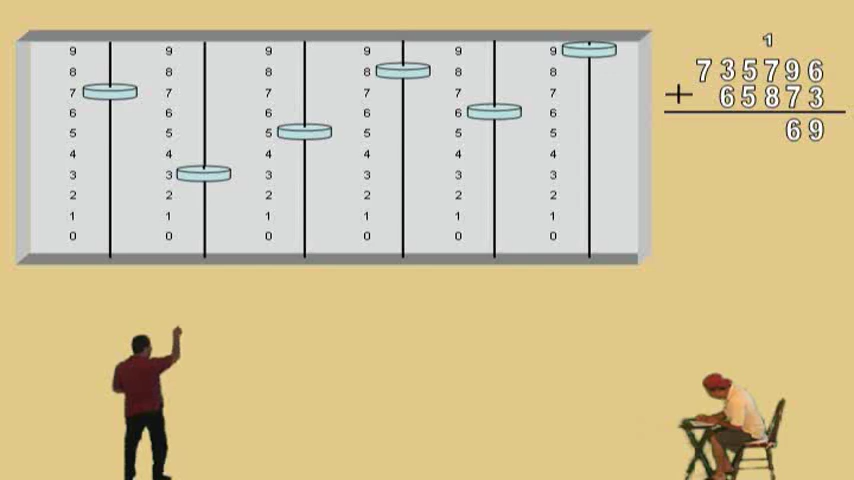 9 9 9 9 9 9
8 8 8 8 8 8
7 7 7 7 7 7
6 6 6 6 6 6
5 5 5 5 5 5
4 4 4 4 4 4
3 3 3 3 3 3
2 2 2 2 2 2
1 1 1 1 1 1
0 0 0 0 0 0
1
735796
+ 65873
69